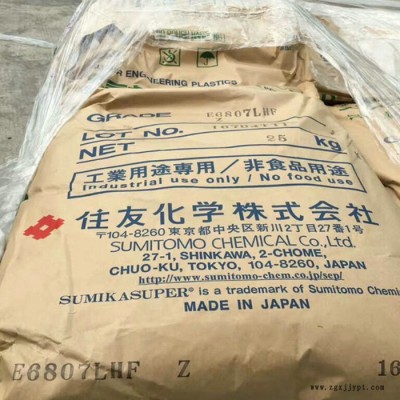 R ENGINEERING PLASTICS
GRADE E6807LHF
Z
LOT NO.
NET 25 kg
工業用途専用／非食品用途
Industrial use only / No food use
住友化学株式会社
〒104-8260 東京都中央区新川2丁目27番1号
SUMITOMO CHEMICAL Co., Ltd.
27-1, SHINKAWA, 2-CHOME,
CHUO-KU, TOKYO, 104-8260, JAPAN
http://www.sumitomo-chem.co.jp/sep/
SUMIKASUPER® is a trademark of Sumitomo Chemi
MADE IN JAPAN
E6807LHF Z 16
www.zgzjjypt.com